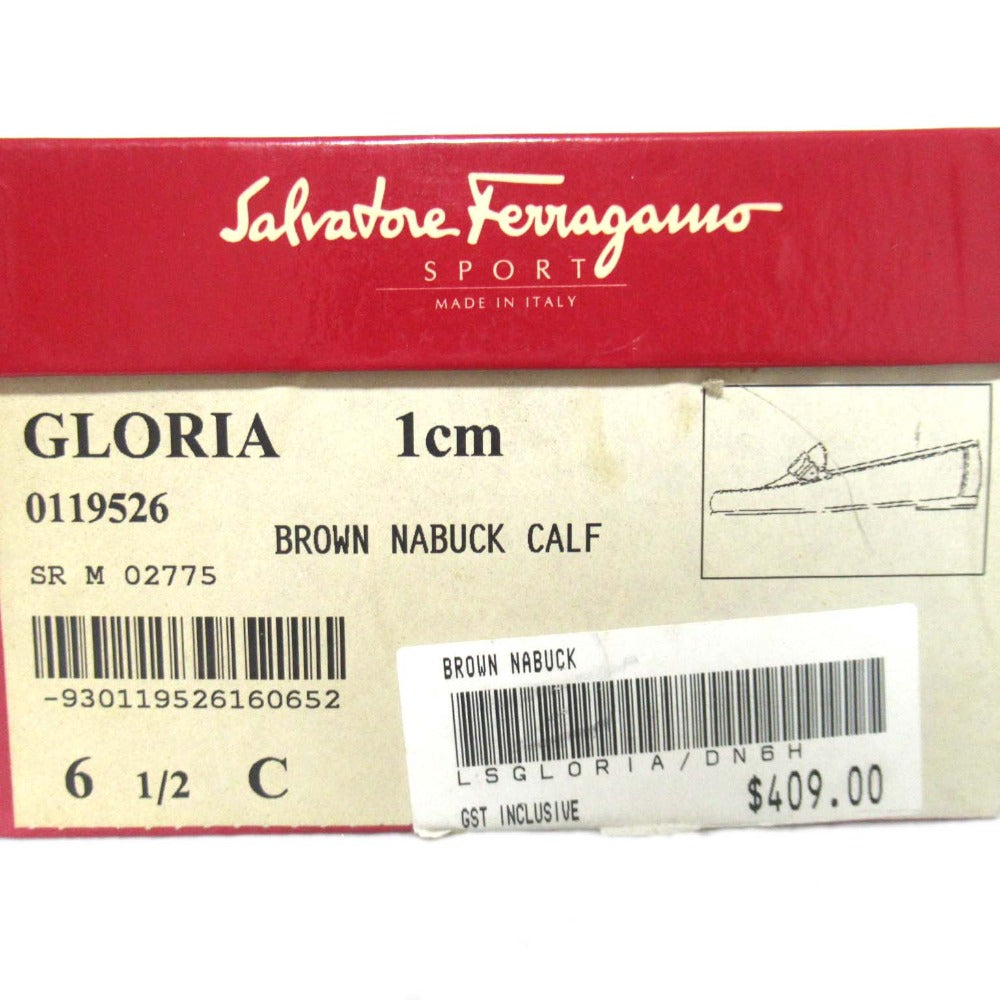 Salvatore Ferragamo
SPORT
MADE IN ITALY
GLORIA 1cm
0119526
BROWN NABUCK CALF
SR M 02775
-930119526160652
6 1/2 C
BROWN NABUCK
LSGLORIA/DN6H
GST INCLUSIVE $409.00